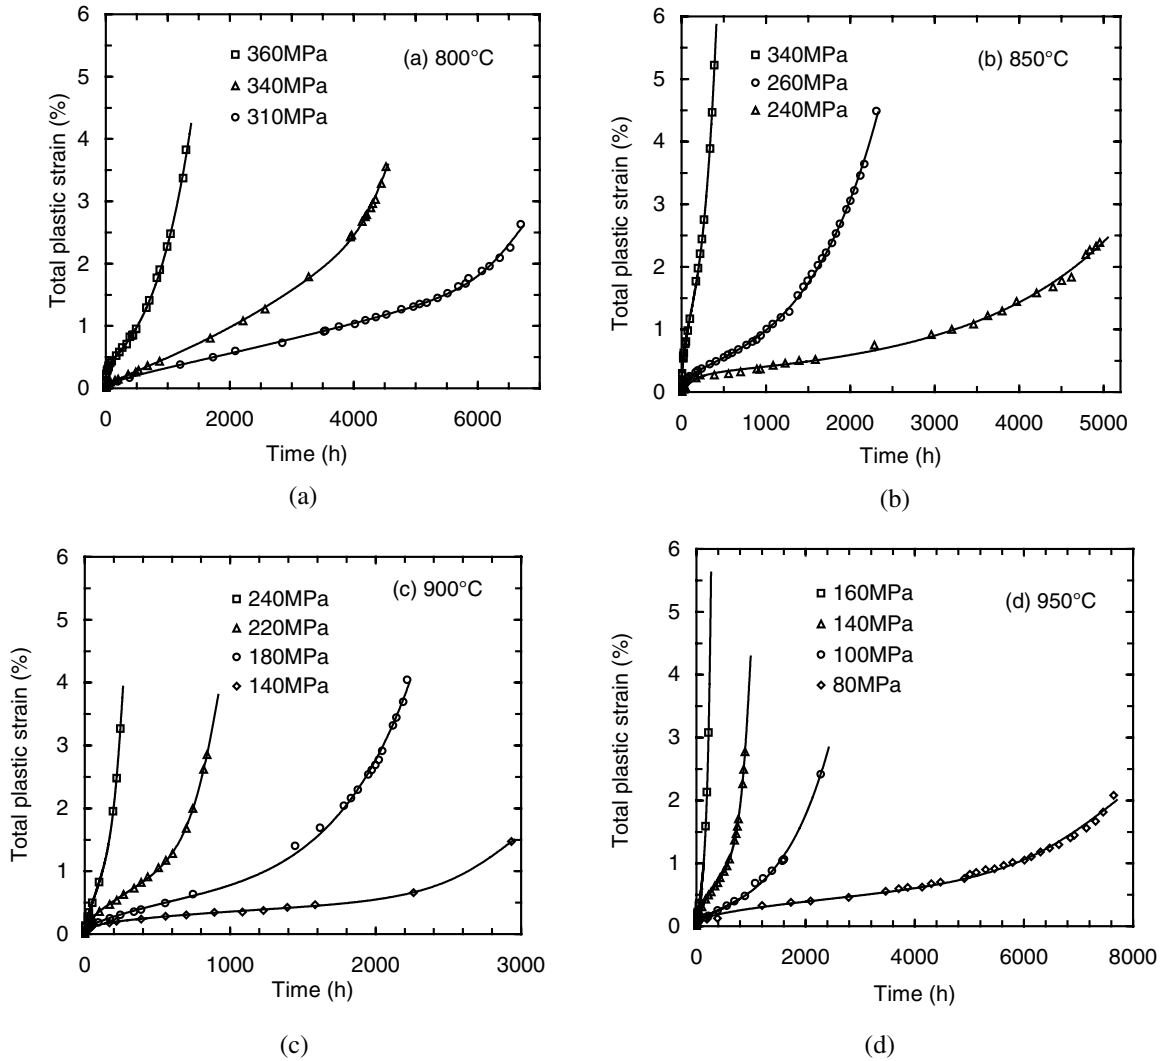 6
5
4
3
2
1
0
Total plastic strain (%)
360MPa
340MPa
310MPa
(a) 800°C
0
2000
4000
6000
Time (h)
(a)
6
5
4
3
2
1
0
Total plastic strain (%)
340MPa
260MPa
240MPa
(b) 850°C
0
1000
2000
3000
4000
5000
Time (h)
(b)
6
5
4
3
2
1
0
Total plastic strain (%)
240MPa
220MPa
180MPa
140MPa
(c) 900°C
0
1000
2000
3000
Time (h)
(c)
6
5
4
3
2
1
0
Total plastic strain (%)
160MPa
140MPa
100MPa
80MPa
(d) 950°C
0
2000
4000
6000
8000
Time (h)
(d)